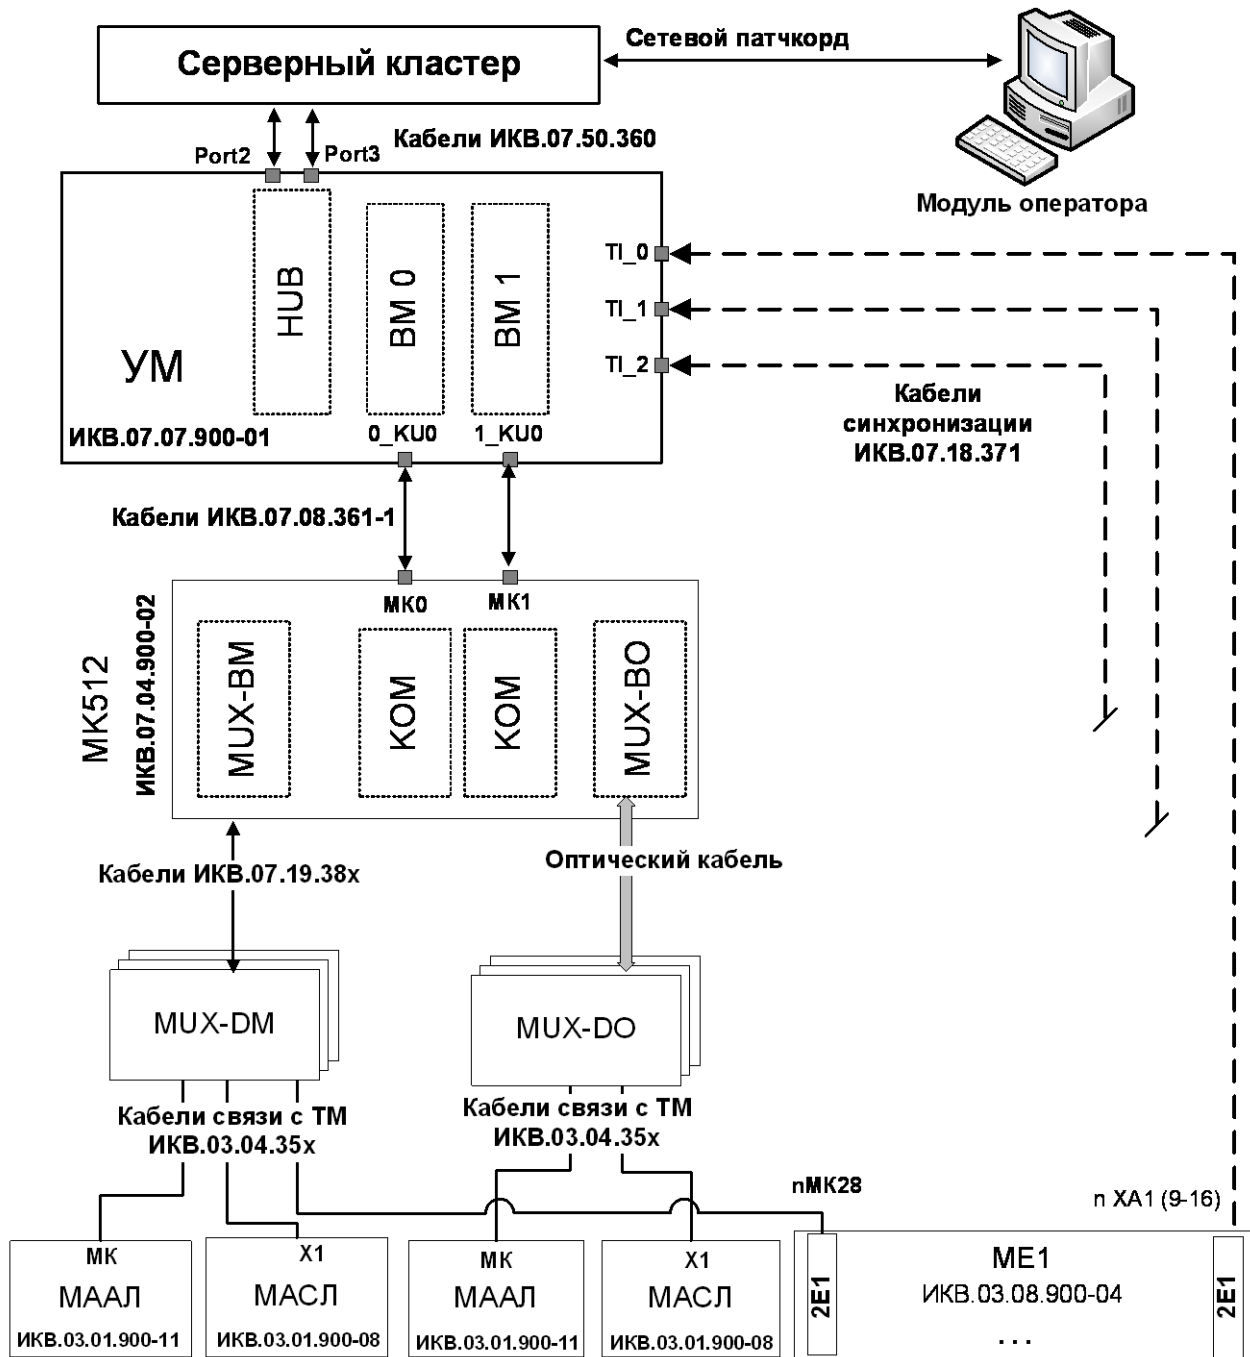 Серверный кластер
Сетевой патчкорд
Модуль оператора
Port2
Port3
Кабели ИКВ.07.50.360
HUB
BM 0
BM 1
УМ
ИКВ.07.07.900-01
0_KU0
1_KU0
TI_0
TI_1
TI_2
Кабели
синхронизации
ИКВ.07.18.371
Кабели ИКВ.07.08.361-1
МК0
МК1
МК512
ИКВ.07.04.900-02
MUX-BM
КОМ
КОМ
MUX-BO
Кабели ИКВ.07.19.38х
Оптический кабель
MUX-DM
MUX-DO
Кабели связи с ТМ
ИКВ.03.04.35х
Кабели связи с ТМ
ИКВ.03.04.35х
nМК28
n XA1 (9-16)
МК
МААЛ
ИКВ.03.01.900-11
X1
МАСЛ
ИКВ.03.01.900-08
МК
МААЛ
ИКВ.03.01.900-11
X1
МАСЛ
ИКВ.03.01.900-08
2E1
ME1
ИКВ.03.08.900-04
...
2E1